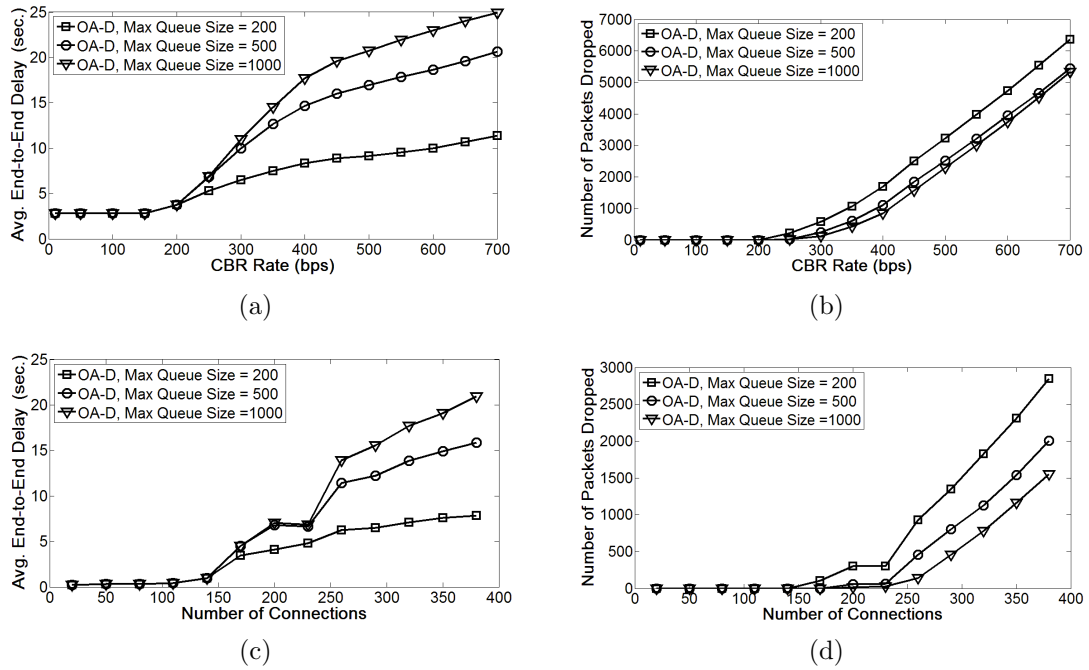 25
20
15
10
5
0
Avg. End-to-End Delay (sec.)
OA-D, Max Queue Size = 200
OA-D, Max Queue Size = 500
OA-D, Max Queue Size =1000
0 100 200 300 400 500 600 700
CBR Rate (bps)
(a)
7000
6000
5000
4000
3000
2000
1000
0
Number of Packets Dropped
OA-D, Max Queue Size = 200
OA-D, Max Queue Size = 500
OA-D, Max Queue Size =1000
0 100 200 300 400 500 600 700
CBR Rate (bps)
(b)
25
20
15
10
5
0
Avg. End-to-End Delay (sec.)
OA-D, Max Queue Size = 200
OA-D, Max Queue Size = 500
OA-D, Max Queue Size =1000
0 50 100 150 200 250 300 350 400
Number of Connections
(c)
3000
2500
2000
1500
1000
500
0
Number of Packets Dropped
OA-D, Max Queue Size = 200
OA-D, Max Queue Size = 500
OA-D, Max Queue Size =1000
0 50 100 150 200 250 300 350 400
Number of Connections
(d)